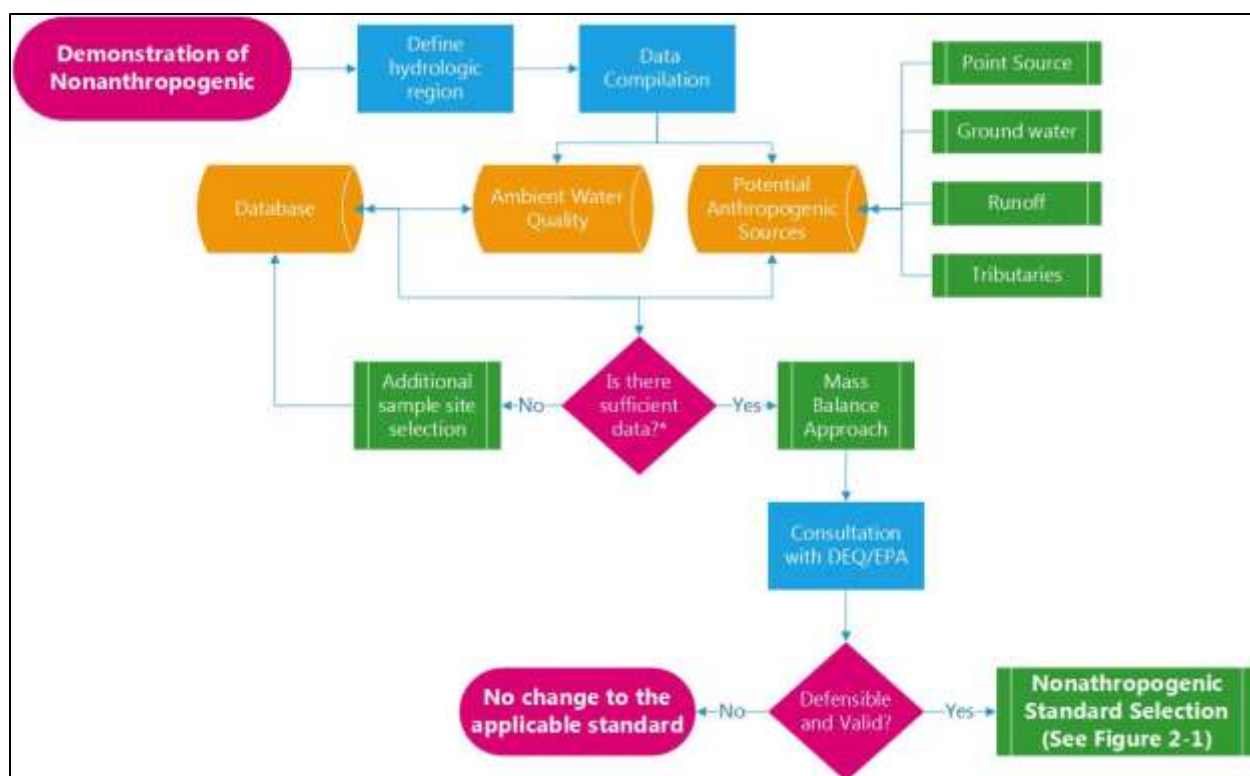 Demonstration of
Nonanthropogenic
Define
hydrologic
region
Data
Compilation
Point Source
Ground water
Runoff
Tributaries
Database
Ambient Water
Quality
Potential
Anthropogenic
Sources
Additional
sample site
selection
No
Is there
sufficient
data?*
Yes
Mass
Balance
Approach
Consultation
with DEQ/EPA
No change to the
applicable standard
No
Defensible
and Valid?
Yes
Nonathropogenic
Standard Selection
(See Figure 2-1)